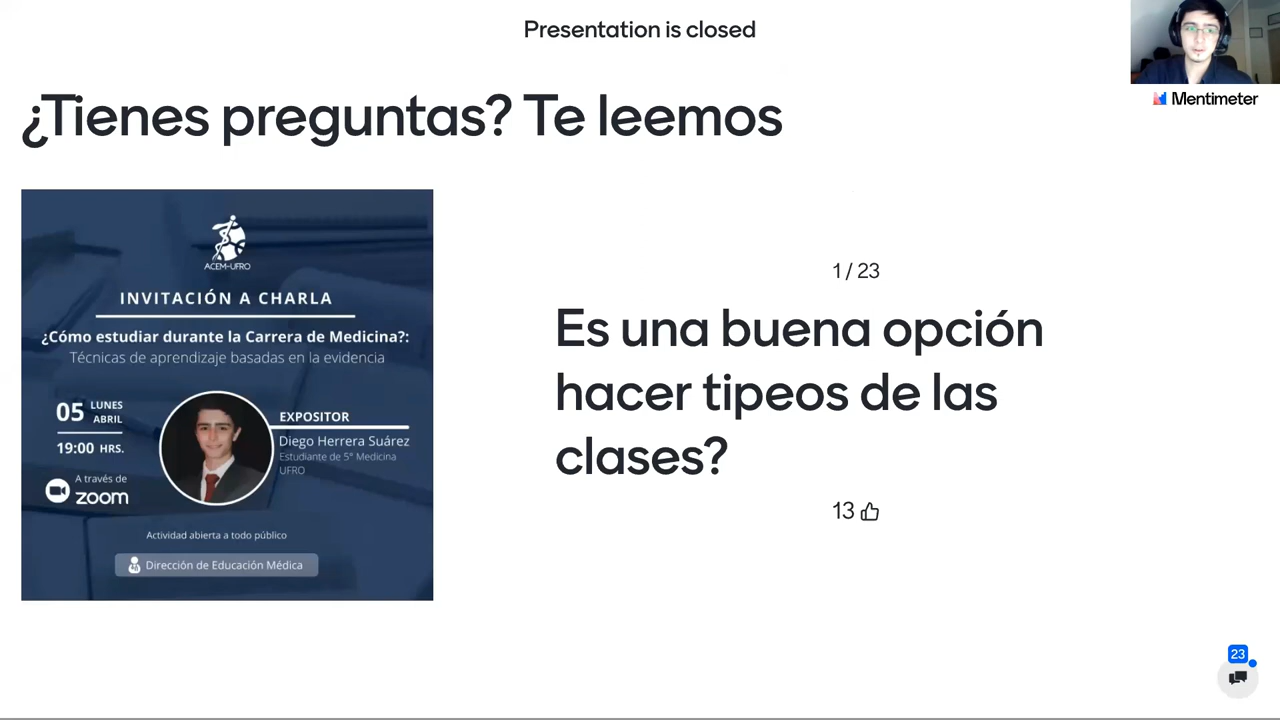 Presentation is closed
Mentimeter
¿Tienes preguntas? Te leemos
ACEM-UFRO
INVITACIÓN A CHARLA
¿Cómo estudiar durante la Carrera de Medicina?:
Técnicas de aprendizaje basadas en la evidencia
05 LUNES
ABRIL
19:00 HRS.
A través de
zoom
EXPOSITOR
Diego Herrera Suárez
Estudiante de 5° Medicina
UFRO
Actividad abierta a todo público
Dirección de Educación Médica
1 / 23
Es una buena opción
hacer tipeos de las
clases?
13
23